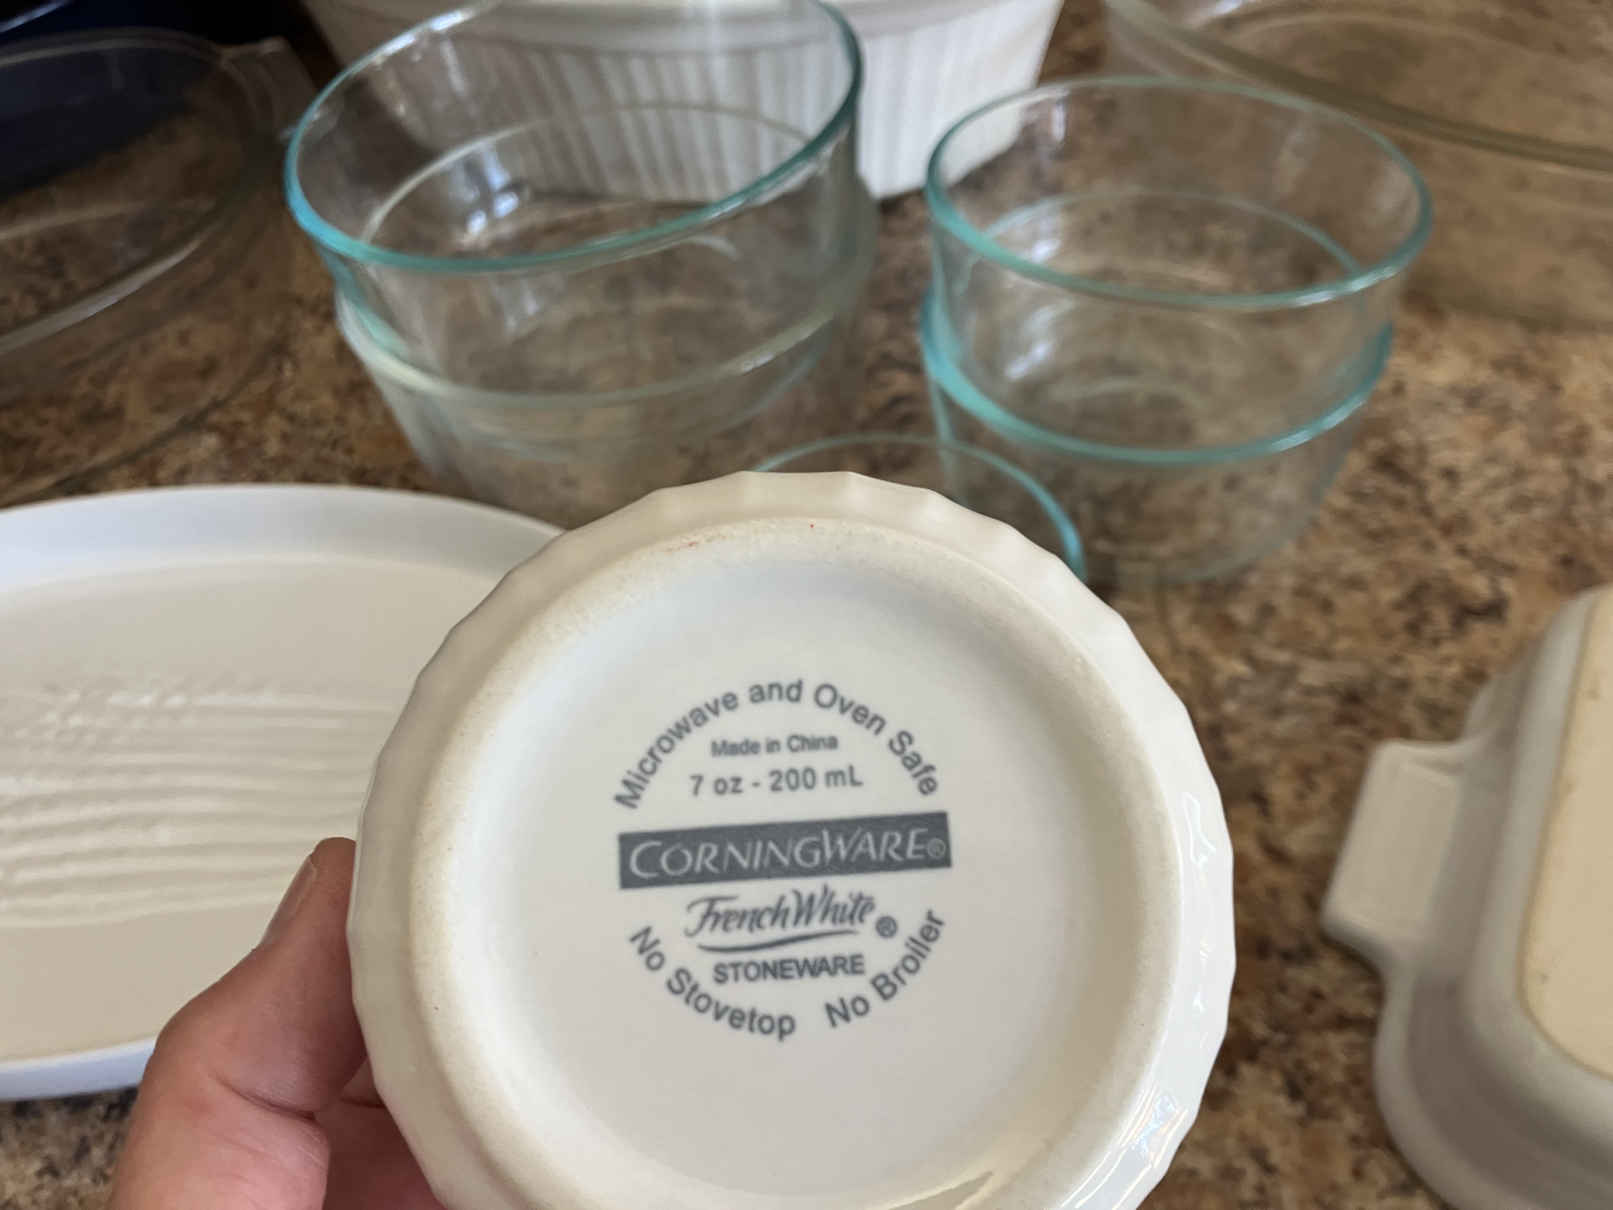 Microwave and Oven Safe
Made in China
7 oz - 200 mL
CORNINGWARE®
French White®
STONEWARE
No Stovetop No Broiler